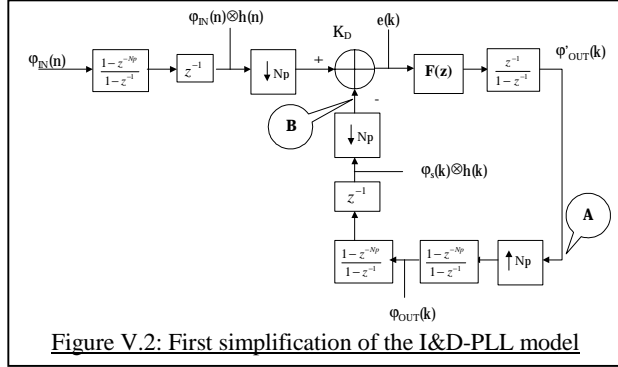 φIN(n)⊗h(n)
KD
e(k)
φIN(n)
1−z^−Np
1−z^−1
z^−1
↓ Np
+
F(z)
z^−1
1−z^−1
φ'OUT(k)
-
B
↓ Np
φs(k)⊗h(k)
z^−1
A
1−z^−Np
1−z^−1
1−z^−Np
1−z^−1
↑ Np
φOUT(k)
Figure V.2: First simplification of the I&D-PLL model